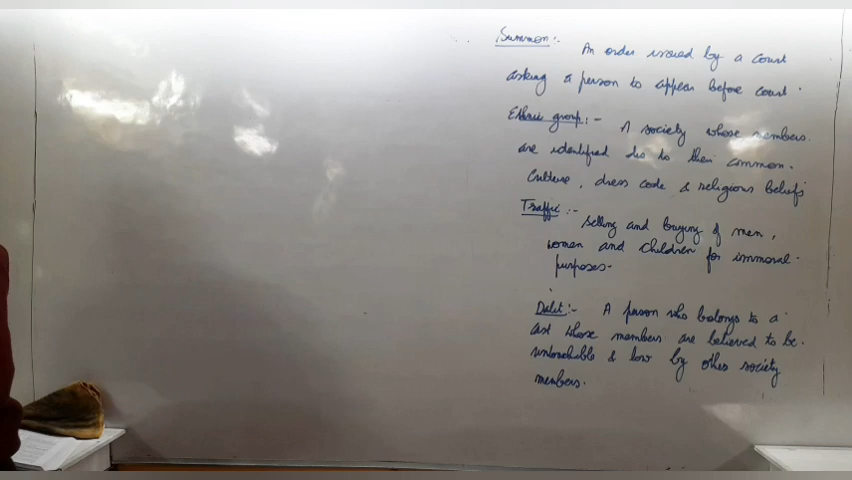 Summon:-
An order issued by a court
asking a person to appear before court.
Ethnic group:- A society whose members.
are identified due to their common.
Culture, dress code & religious beliefs
Traffic:-
selling and buying of men,
women and children for immoral.
purposes.
Dalit:- A person who belongs to a
cast whose members are believed to be.
untouchable & low by other society
members.